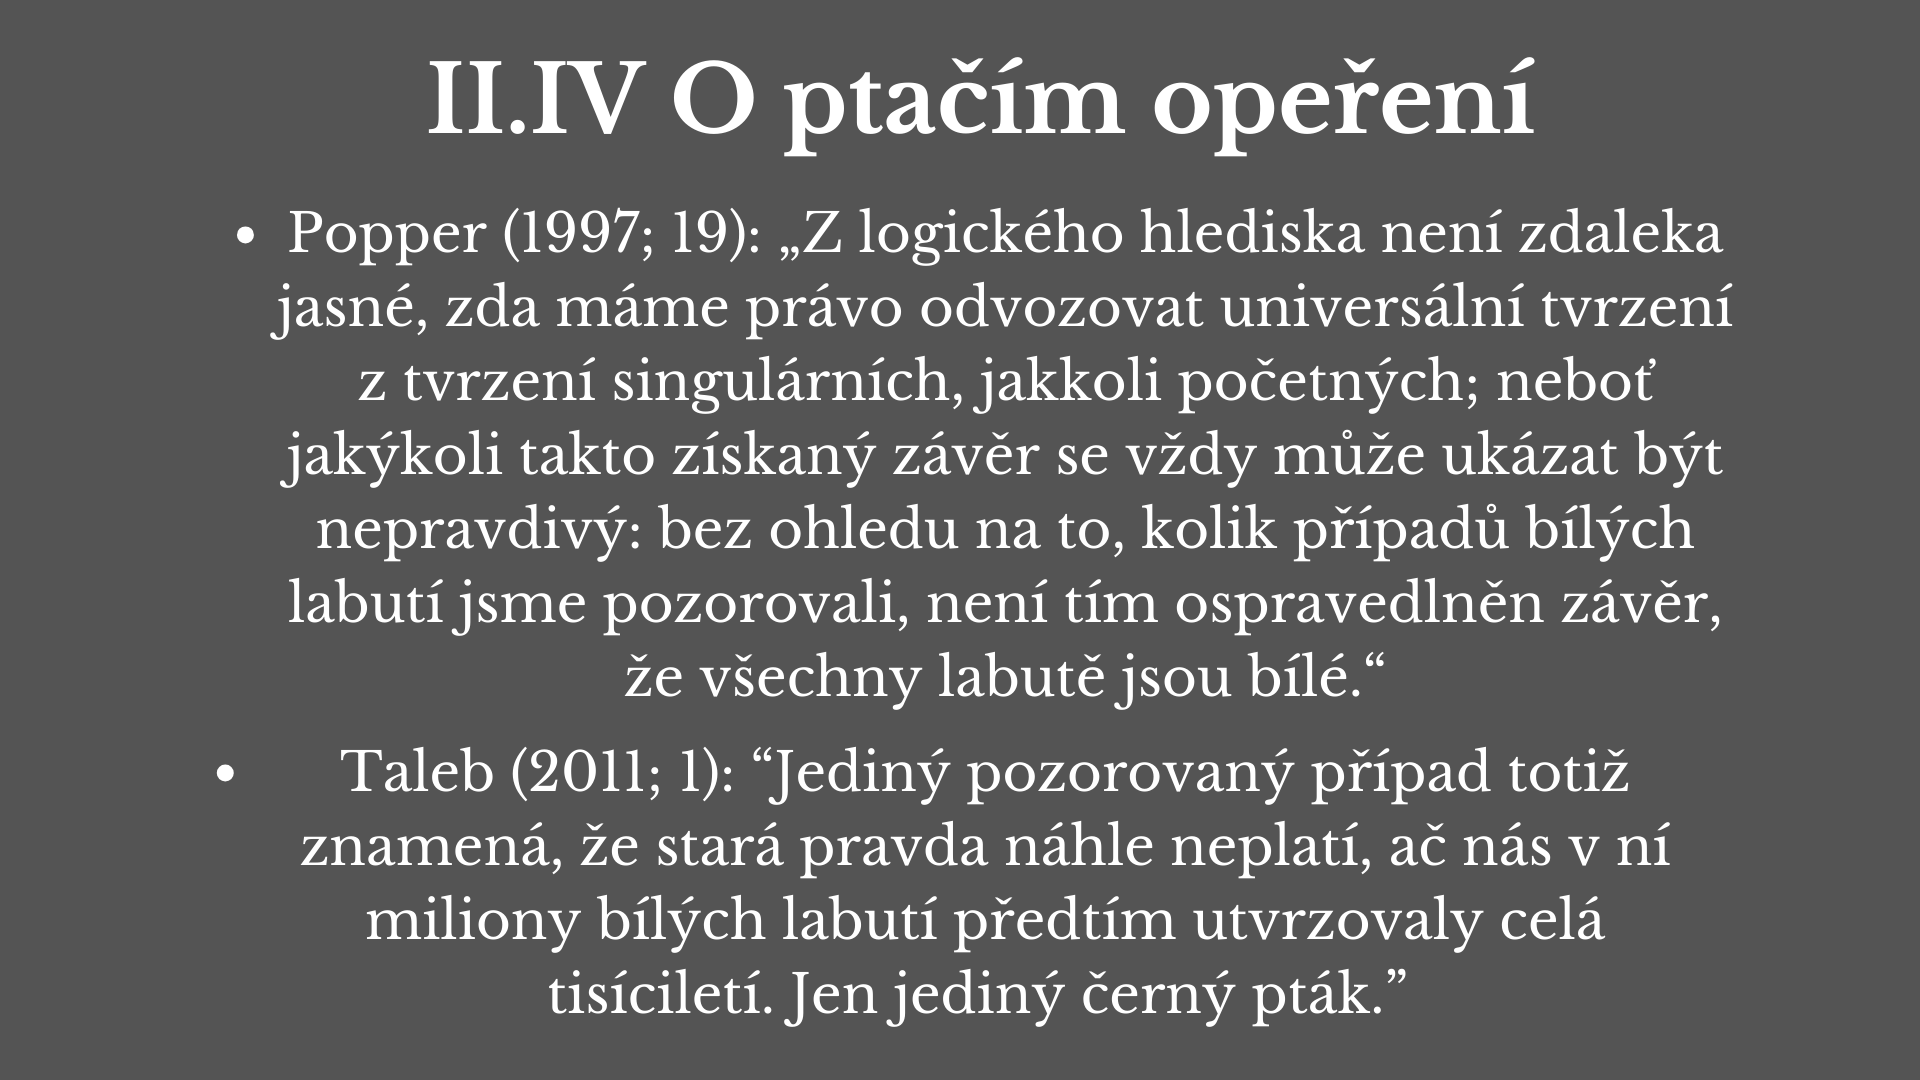 II.IV O ptačím opeření
• Popper (1997; 19): „Z logického hlediska není zdaleka
jasné, zda máme právo odvozovat universální tvrzení
z tvrzení singulárních, jakkoli početných; neboť
jakýkoli takto získaný závěr se vždy může ukázat být
nepravdivý: bez ohledu na to, kolik případů bílých
labutí jsme pozorovali, není tím ospravedlněn závěr,
že všechny labutě jsou bílé.“
• Taleb (2011; 1): “Jediný pozorovaný případ totiž
znamená, že stará pravda náhle neplatí, ač nás v ní
miliony bílých labutí předtím utvrzovaly celá
tisíciletí. Jen jediný černý pták.”